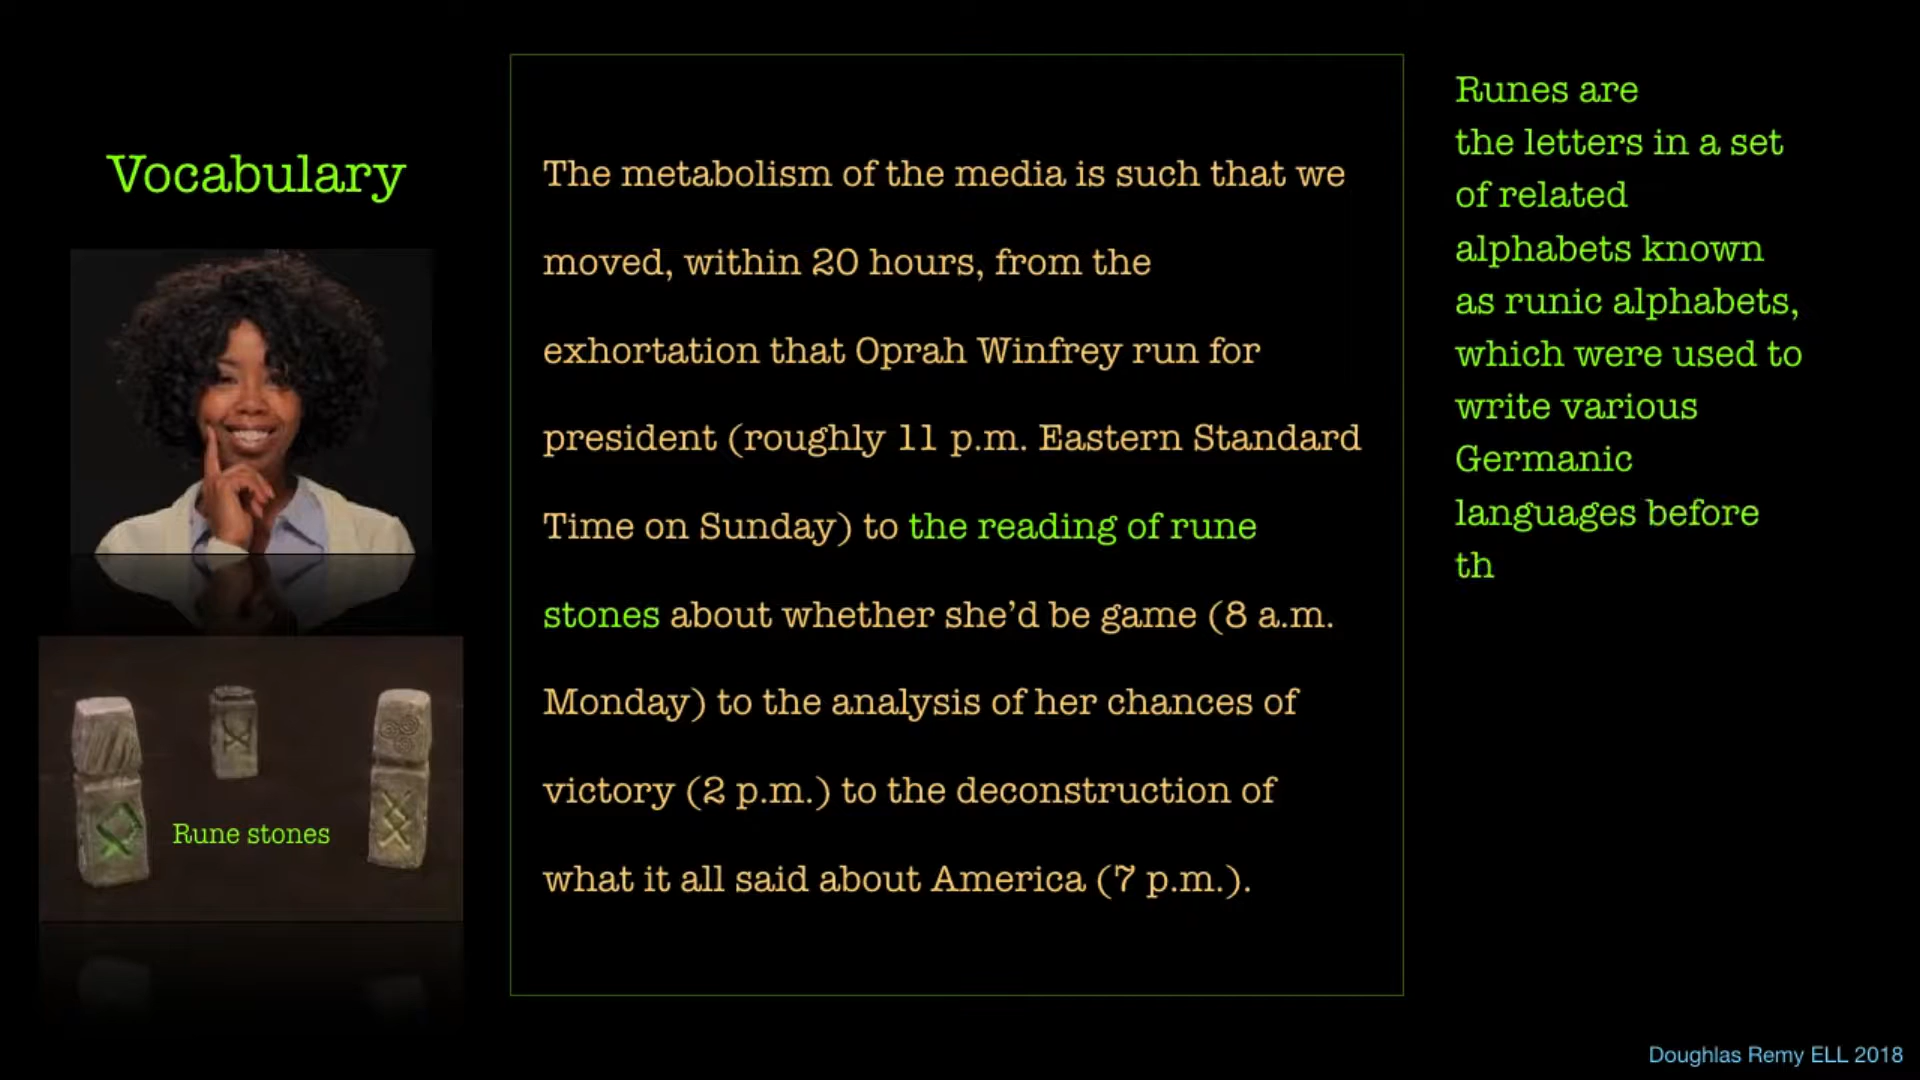 Vocabulary
Rune stones
The metabolism of the media is such that we
moved, within 20 hours, from the
exhortation that Oprah Winfrey run for
president (roughly 11 p.m. Eastern Standard
Time on Sunday) to the reading of rune
stones about whether she’d be game (8 a.m.
Monday) to the analysis of her chances of
victory (2 p.m.) to the deconstruction of
what it all said about America (7 p.m.).
Runes are
the letters in a set
of related
alphabets known
as runic alphabets,
which were used to
write various
Germanic
languages before
th
Doughlas Remy ELL 2018